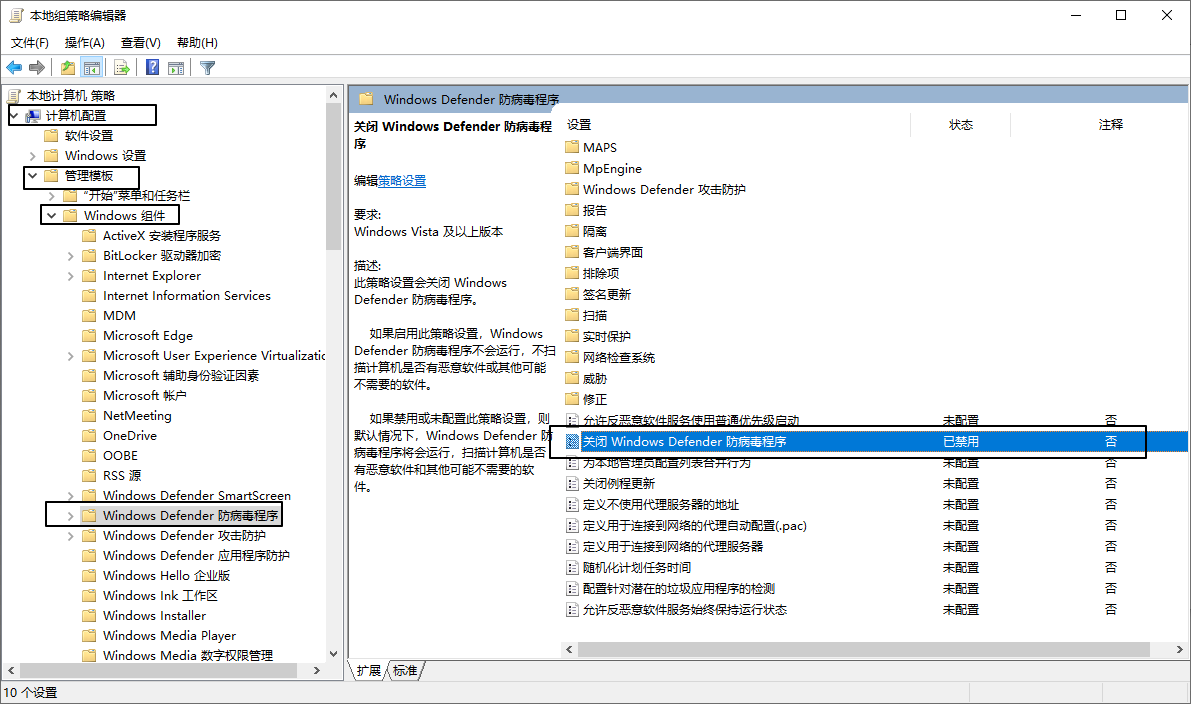 本地组策略编辑器
文件(F) 操作(A) 查看(V) 帮助(H)
本地计算机 策略
计算机配置
软件设置
Windows 设置
管理模板
"开始"菜单和任务栏
Windows 组件
ActiveX 安装程序服务
BitLocker 驱动器加密
Internet Explorer
Internet Information Services
MDM
Microsoft Edge
Microsoft User Experience Virtualizatic
Microsoft 辅助身份验证因素
Microsoft 帐户
NetMeeting
OneDrive
OOBE
RSS 源
Windows Defender SmartScreen
Windows Defender 防病毒程序
Windows Defender 攻击防护
Windows Defender 应用程序防护
Windows Hello 企业版
Windows Ink 工作区
Windows Installer
Windows Media Player
Windows Media 数字权限管理
Windows Defender 防病毒程序
关闭 Windows Defender 防病毒程
序
编辑策略设置
要求:
Windows Vista 及以上版本
描述:
此策略设置会关闭 Windows
Defender 防病毒程序。
如果启用此策略设置，Windows
Defender 防病毒程序不会运行，不扫
描计算机是否有恶意软件或其他可能
不需要的软件。
如果禁用或未配置此策略设置，则
默认情况下，Windows Defender 防
病毒程序将会运行，扫描计算机是否
有恶意软件和其他可能不需要的软
件。
设置 状态 注释
MAPS
MpEngine
Windows Defender 攻击防护
报告
隔离
客户端界面
排除项
签名更新
扫描
实时保护
网络检查系统
威胁
修正
允许反恶意软件服务使用普通优先级启动 未配置 否
关闭 Windows Defender 防病毒程序 已禁用 否
为本地管理员配置列表合并行为 未配置 否
关闭例程更新 未配置 否
定义不使用代理服务器的地址 未配置 否
定义用于连接到网络的代理自动配置(.pac) 未配置 否
定义用于连接到网络的代理服务器 未配置 否
随机化计划任务时间 未配置 否
配置针对潜在的垃圾应用程序的检测 未配置 否
允许反恶意软件服务始终保持运行状态 未配置 否
扩展 标准
10 个设置